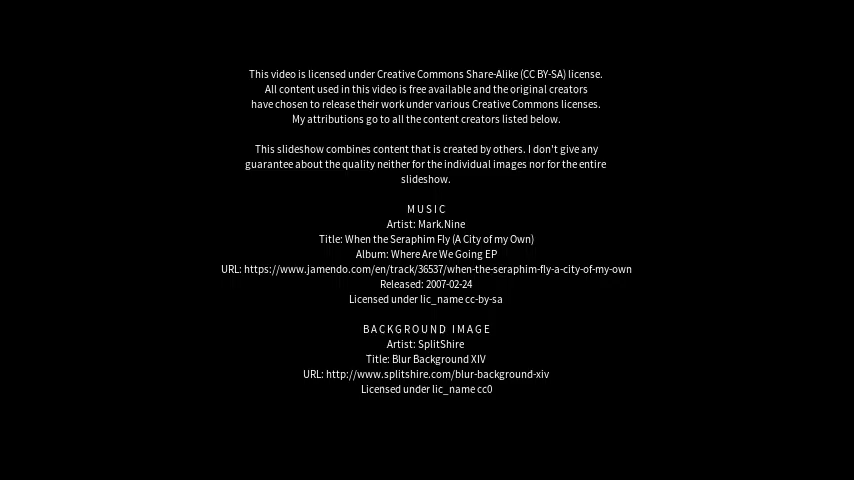 This video is licensed under Creative Commons Share-Alike (CC BY-SA) license.
All content used in this video is free available and the original creators
have chosen to release their work under various Creative Commons licenses.
My attributions go to all the content creators listed below.
This slideshow combines content that is created by others. I don't give any
guarantee about the quality neither for the individual images nor for the entire
slideshow.
MUSIC
Artist: Mark.Nine
Title: When the Seraphim Fly (A City of my Own)
Album: Where Are We Going EP
URL: https://www.jamendo.com/en/track/36537/when-the-seraphim-fly-a-city-of-my-own
Released: 2007-02-24
Licensed under lic_name cc-by-sa
BACKGROUND IMAGE
Artist: SplitShire
Title: Blur Background XIV
URL: http://www.splitshire.com/blur-background-xiv
Licensed under lic_name cc0